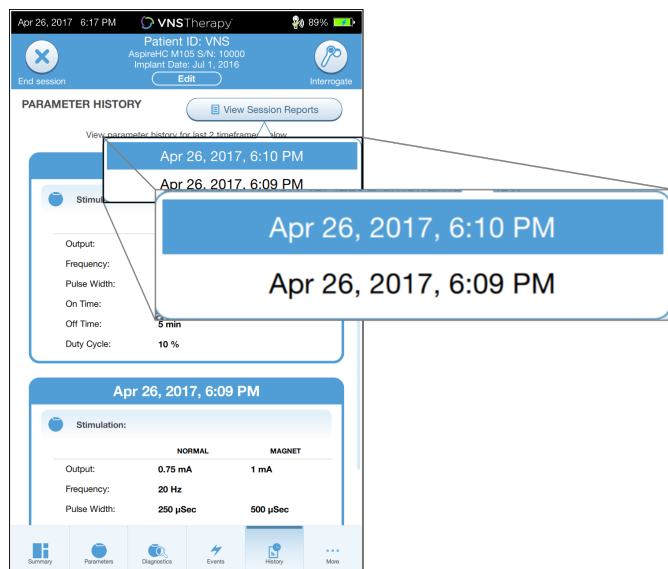 Apr 26, 2017 6:17 PM VNSTherapy 89%
Patient ID: VNS
AspireHC M105 S/N: 10000
Implant Date: Jul 1, 2016
End session Edit Interrogate
PARAMETER HISTORY View Session Reports
View parameter history for last 2 timeframes below
Apr 26, 2017, 6:10 PM
Apr 26, 2017, 6:09 PM
Apr 26, 2017, 6:10 PM
Apr 26, 2017, 6:09 PM
Output:
Frequency:
Pulse Width:
On Time:
Off Time: 5 min
Duty Cycle: 10 %
Apr 26, 2017, 6:09 PM
Stimulation:
NORMAL MAGNET
Output: 0.75 mA 1 mA
Frequency: 20 Hz
Pulse Width: 250 µSec 500 µSec
Summary Parameters Diagnostics Events History More